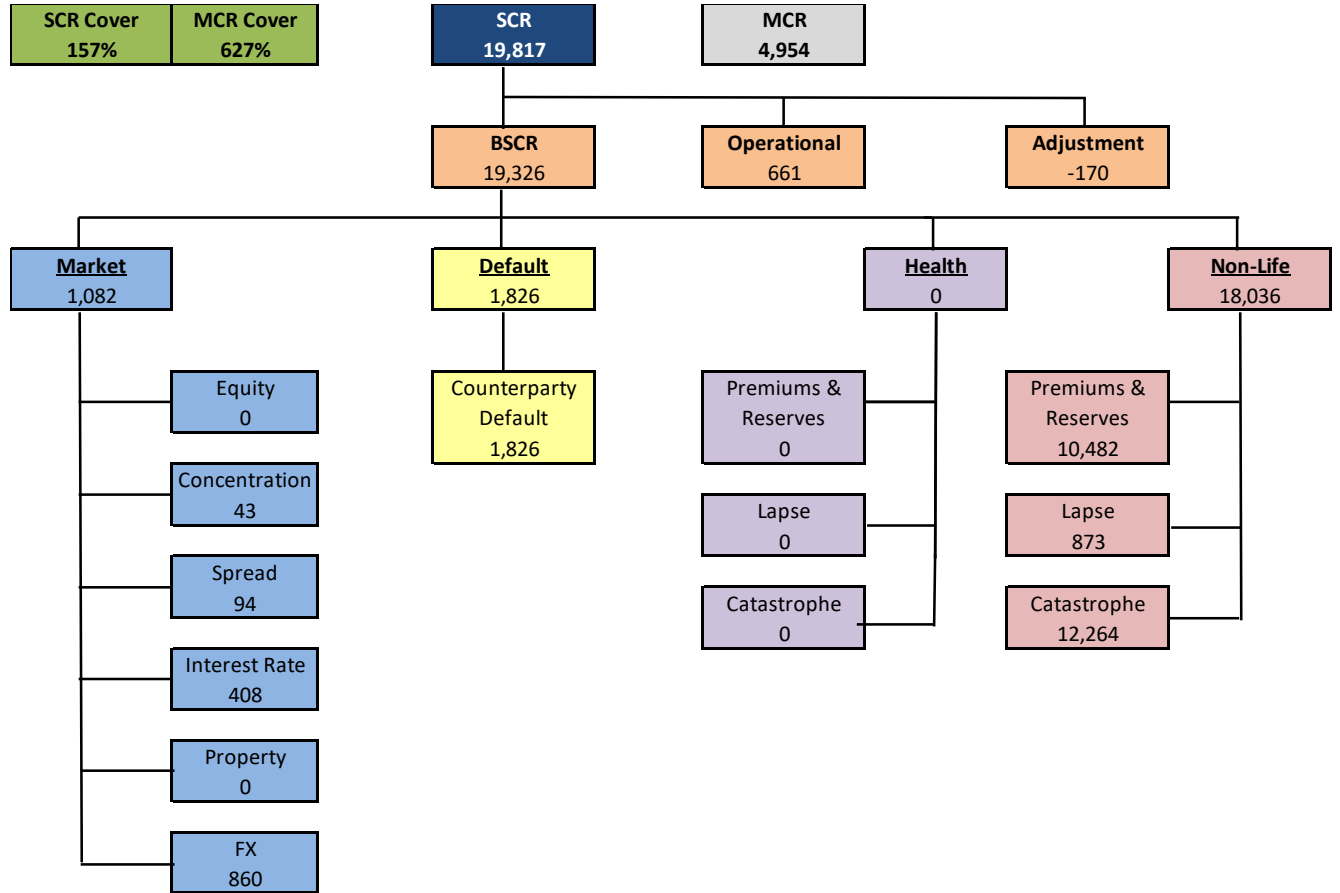 SCR Cover
157%
MCR Cover
627%
SCR
19,817
MCR
4,954
BSCR
19,326
Operational
661
Adjustment
-170
Market
1,082
Default
1,826
Health
0
Non-Life
18,036
Equity
0
Concentration
43
Spread
94
Interest Rate
408
Property
0
FX
860
Counterparty
Default
1,826
Premiums &
Reserves
0
Lapse
0
Catastrophe
0
Premiums &
Reserves
10,482
Lapse
873
Catastrophe
12,264